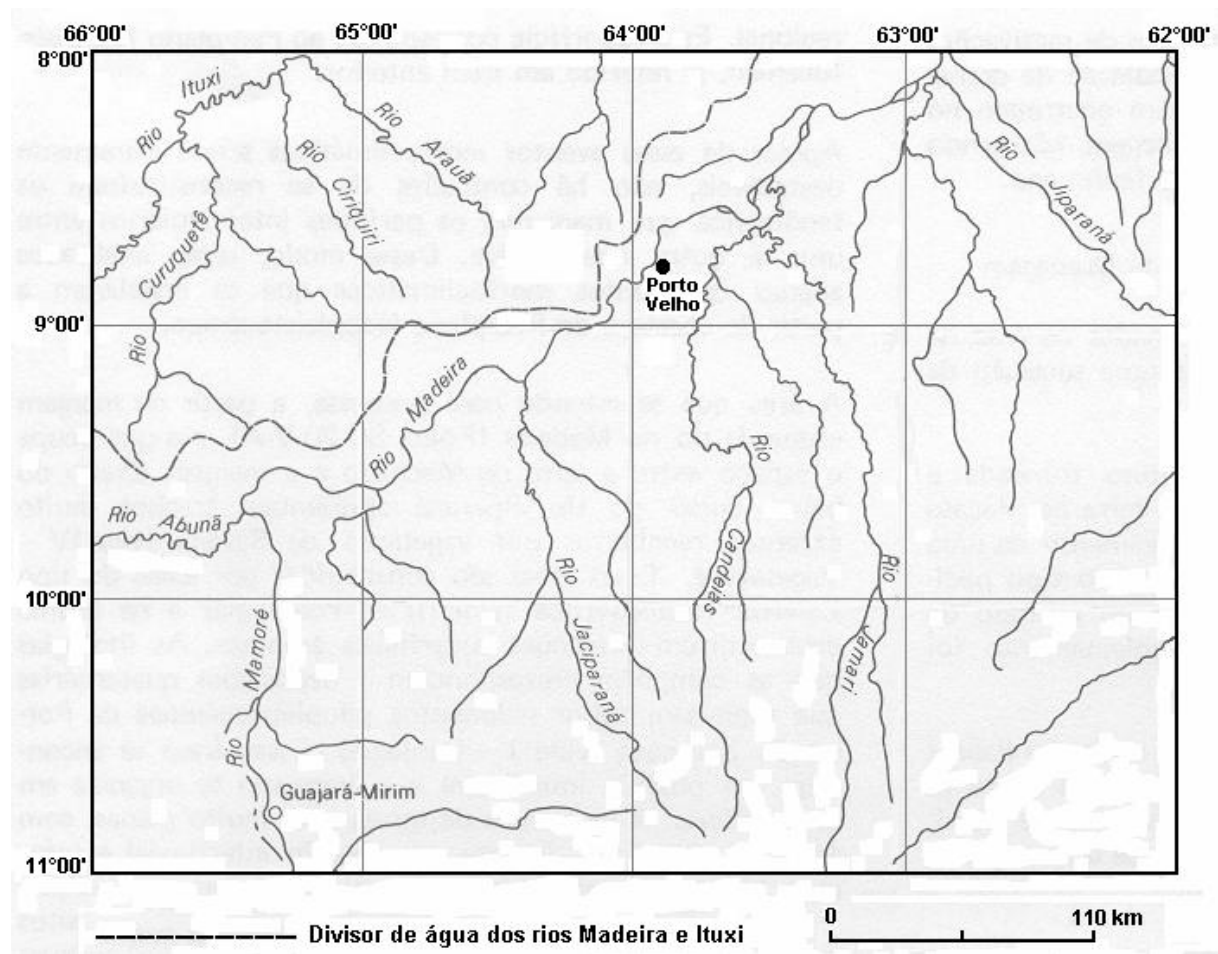 66°00' 65°00' 64°00' 63°00' 62°00'
8°00'
Rio Ituxi
Rio Arauã
Rio Ciriquiri
Rio Curuquetê
Rio Jiparaná
Porto
Velho
9°00'
Rio Madeira
Rio Abunã
Rio Candeias
Rio Jamari
Rio Jaciparaná
10°00'
Rio Mamoré
Guajará-Mirim
11°00'
0 110 km
Divisor de água dos rios Madeira e Ituxi